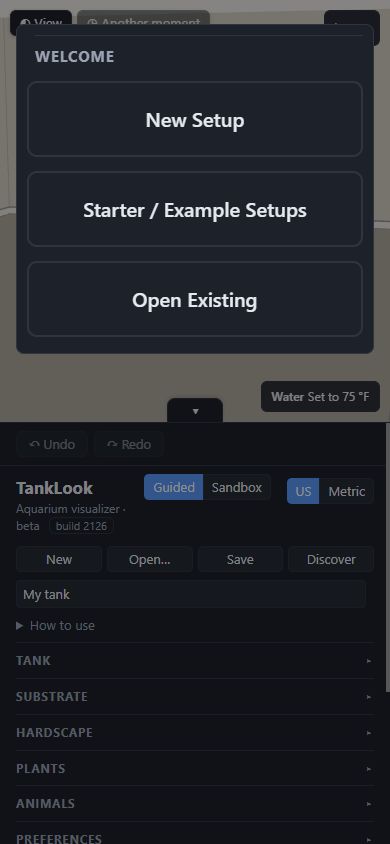 View
Another moment
WELCOME
New Setup
Starter / Example Setups
Open Existing
Water Set to 75 °F
▼
↶ Undo
↷ Redo
TankLook
Guided
Sandbox
US
Metric
Aquarium visualizer ·
beta
build 2126
New
Open...
Save
Discover
My tank
▶ How to use
TANK
SUBSTRATE
HARDSCAPE
PLANTS
ANIMALS
PREFERENCES